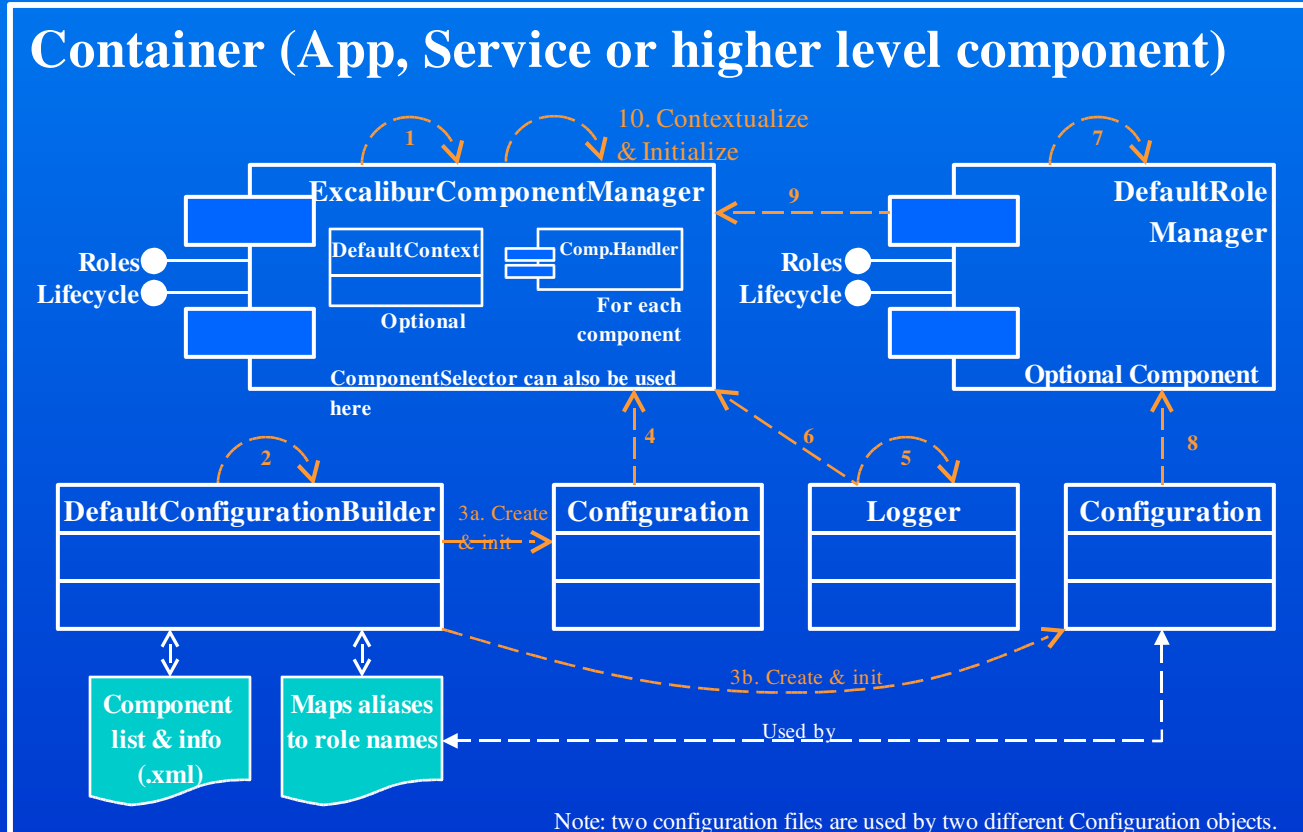 Container (App, Service or higher level component)
1
10. Contextualize
& Initialize
7
ExcaliburComponentManager
DefaultRole
Manager
9
DefaultContext
Comp.Handler
Roles
Lifecycle
Optional
For each
component
Roles
Lifecycle
ComponentSelector can also be used
here
Optional Component
4
6
8
2
5
DefaultConfigurationBuilder
3a. Create
& init
Configuration
Logger
Configuration
3b. Create & init
Component
list & info
(.xml)
Maps aliases
to role names
Used by
Note: two configuration files are used by two different Configuration objects.